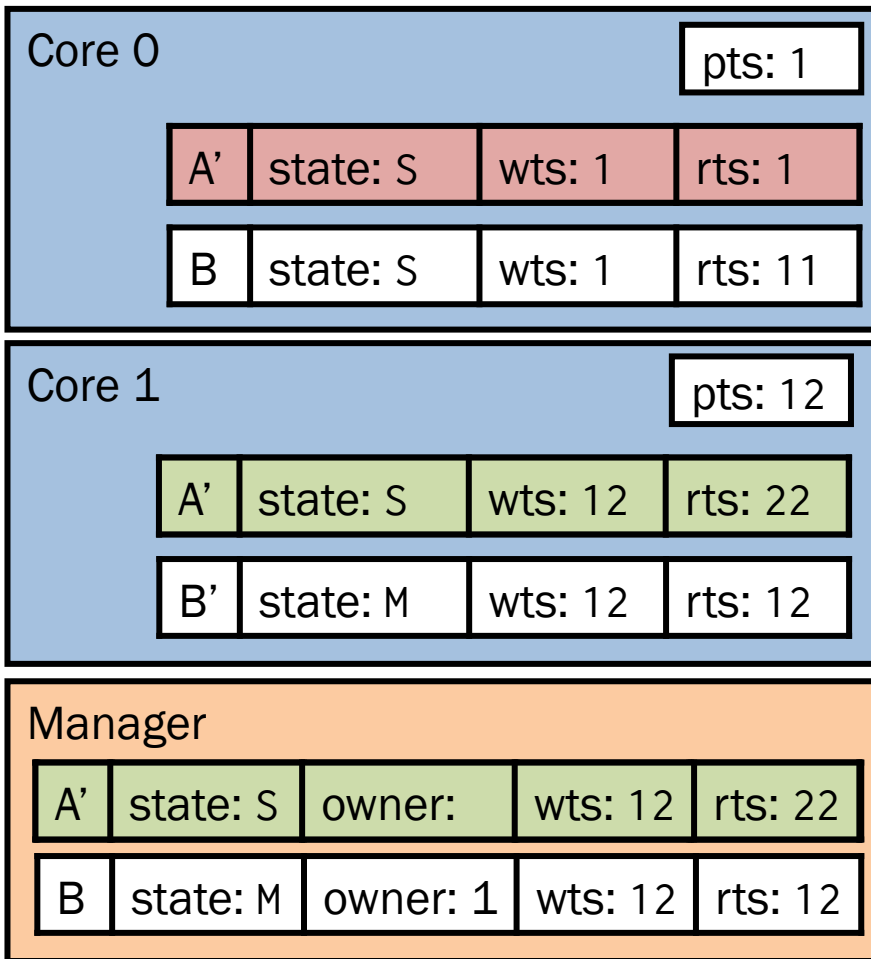 Core 0 pts: 1
A’ state: S wts: 1 rts: 1
B state: S wts: 1 rts: 11
Core 1 pts: 12
A’ state: S wts: 12 rts: 22
B’ state: M wts: 12 rts: 12
Manager
A’ state: S owner: wts: 12 rts: 22
B state: M owner: 1 wts: 12 rts: 12